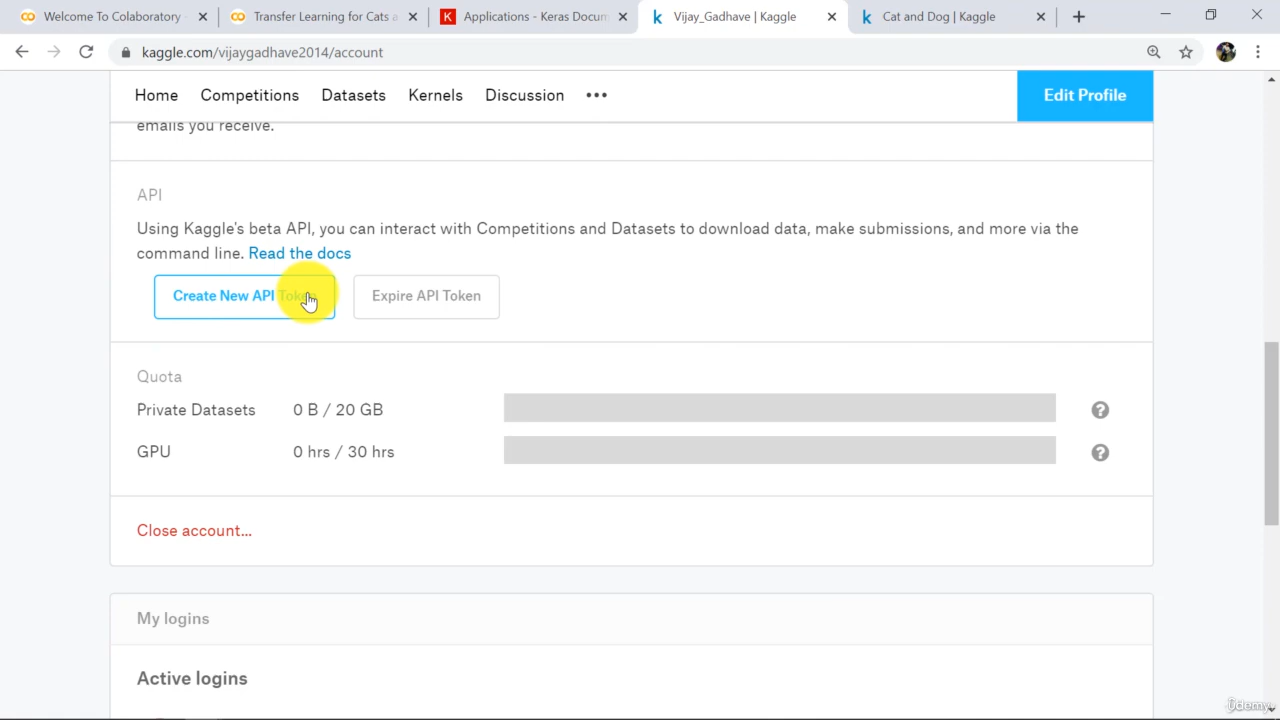 Welcome To Colaboratory
Transfer Learning for Cats a
Applications - Keras Docum
Vijay_Gadhave | Kaggle
Cat and Dog | Kaggle
kaggle.com/vijaygadhave2014/account
Home Competitions Datasets Kernels Discussion
Edit Profile
emails you receive.
API
Using Kaggle's beta API, you can interact with Competitions and Datasets to download data, make submissions, and more via the
command line. Read the docs
Create New API Token
Expire API Token
Quota
Private Datasets 0 B / 20 GB
GPU 0 hrs / 30 hrs
Close account...
My logins
Active logins
Udemy